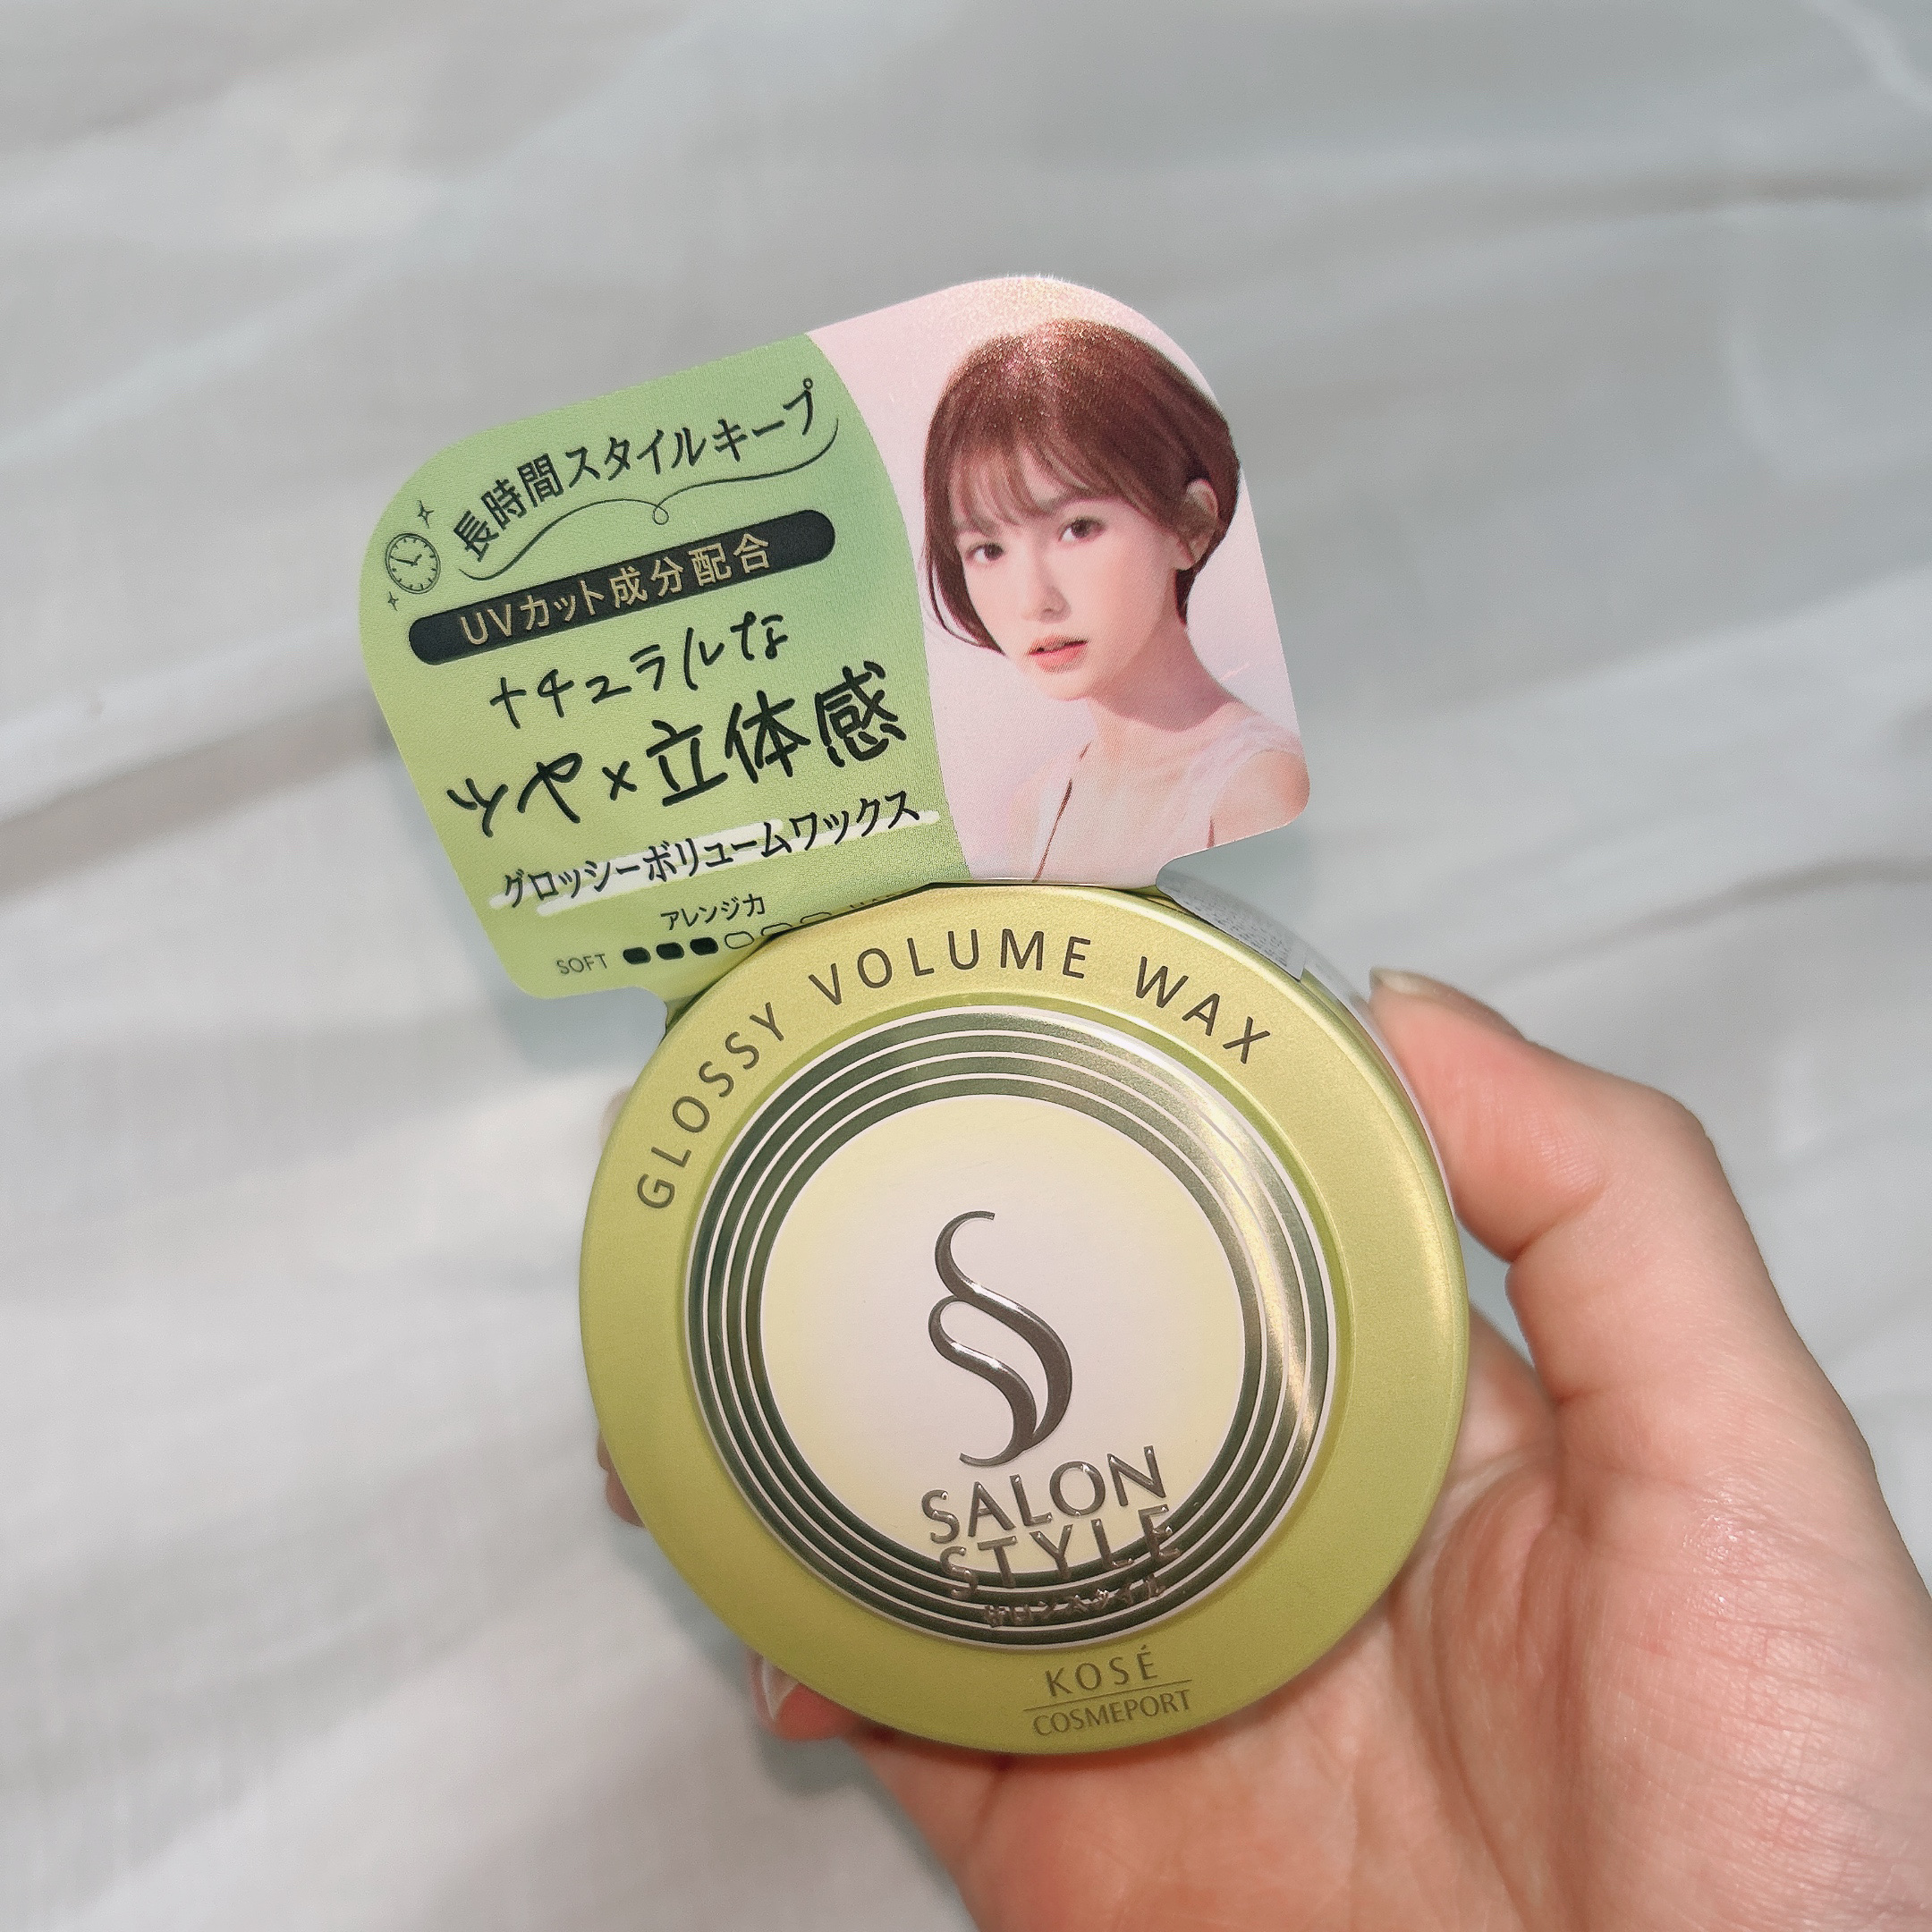 長時間スタイルキープ
UVカット成分配合
ナチュラルな
ツヤ×立体感
グロッシーボリュームワックス
アレンジ力
SOFT
GLOSSY VOLUME WAX
SALON
STYLE
サロンスタイル
KOSÉ
COSMEPORT